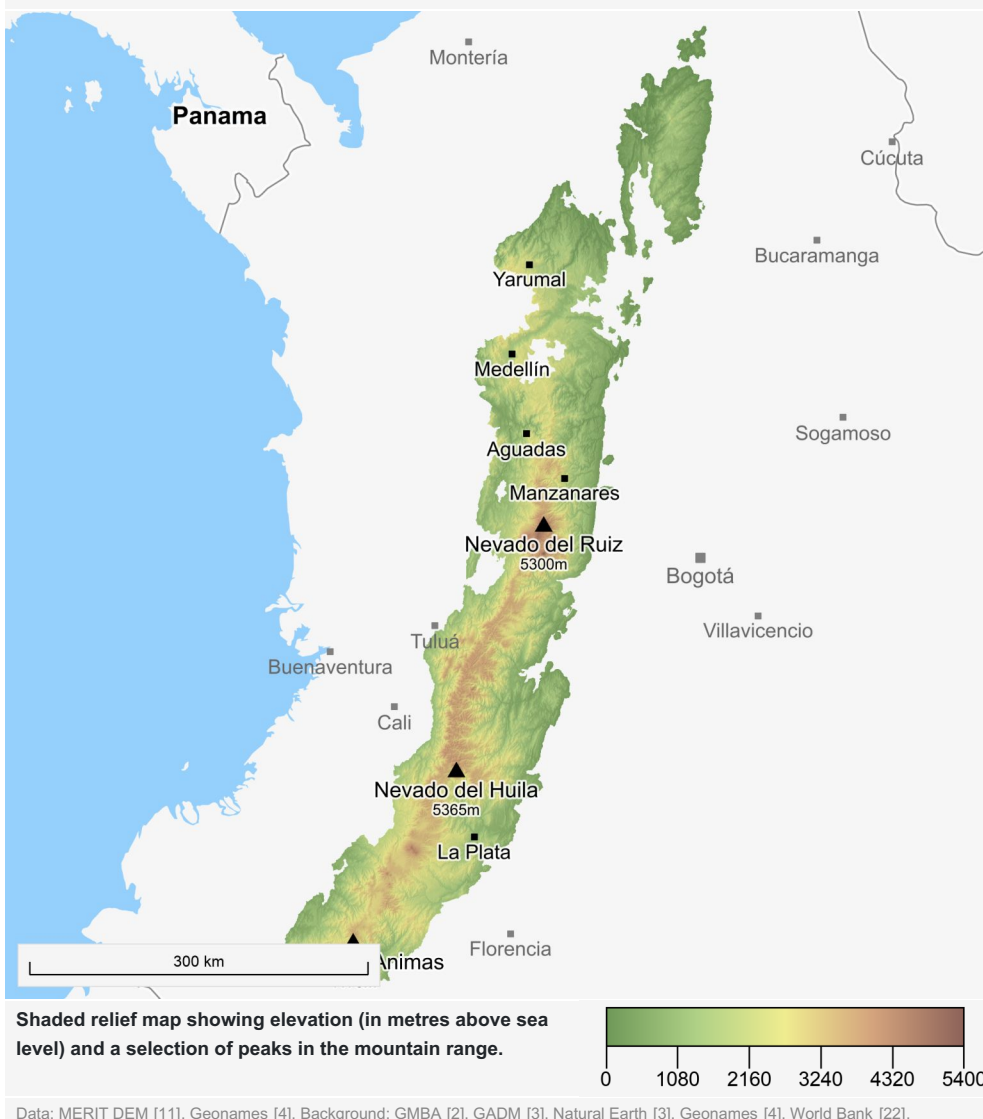 Montería
Panama
Cúcuta
Bucaramanga
Yarumal
Medellín
Sogamoso
Aguadas
Manzanares
Nevado del Ruiz
5300m
Bogotá
Villavicencio
Tuluá
Buenaventura
Cali
Nevado del Huila
5365m
La Plata
Florencia
300 km
Animas
Shaded relief map showing elevation (in metres above sea
level) and a selection of peaks in the mountain range.
0 1080 2160 3240 4320 5400
Data: MERIT DEM [11], Geonames [4]. Background: GMBA [2], GADM [3], Natural Earth [3], Geonames [4], World Bank [22].